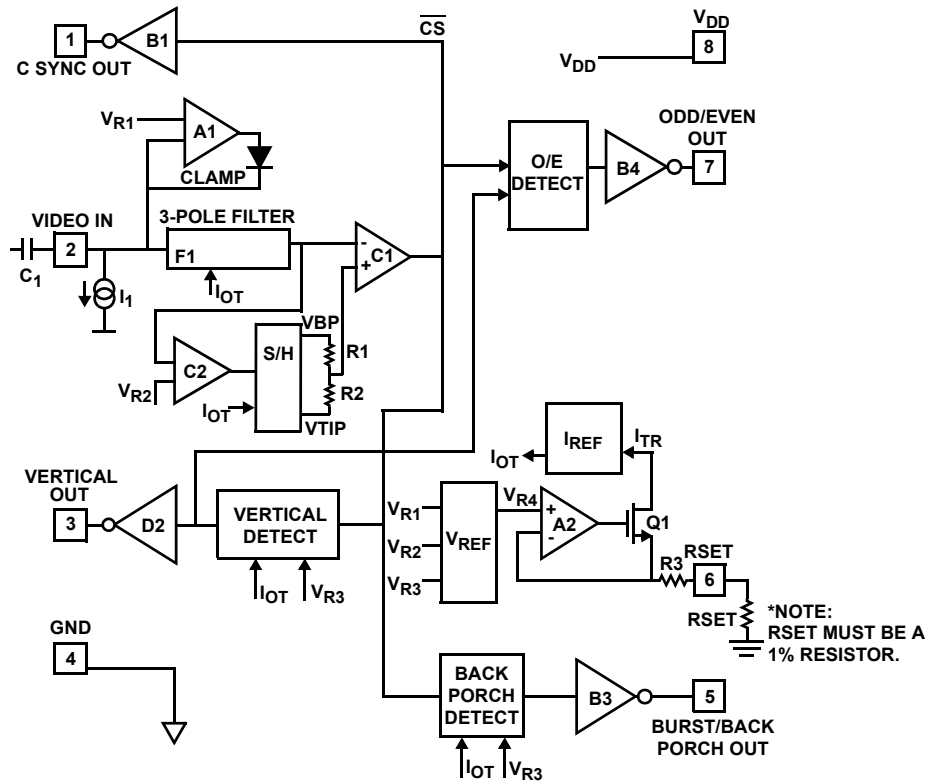 C̅S̅
1
B1
C SYNC OUT
VDD
8
VDD
VR1
A1
CLAMP
O/E
DETECT
B4
ODD/EVEN
OUT
7
VIDEO IN
2
C1
I1
3-POLE FILTER
F1
IOT
-
+
C1
C2
VR2
S/H
IOT
VBP
R1
R2
VTIP
VERTICAL
OUT
3
D2
VERTICAL
DETECT
IOT
VR3
IOT
IREF
ITR
VR1
VR2
VR3
VREF
VR4
+
-
A2
Q1
R3
RSET
6
RSET
*NOTE:
RSET MUST BE A
1% RESISTOR.
GND
4
BACK
PORCH
DETECT
IOT
VR3
B3
5
BURST/BACK
PORCH OUT